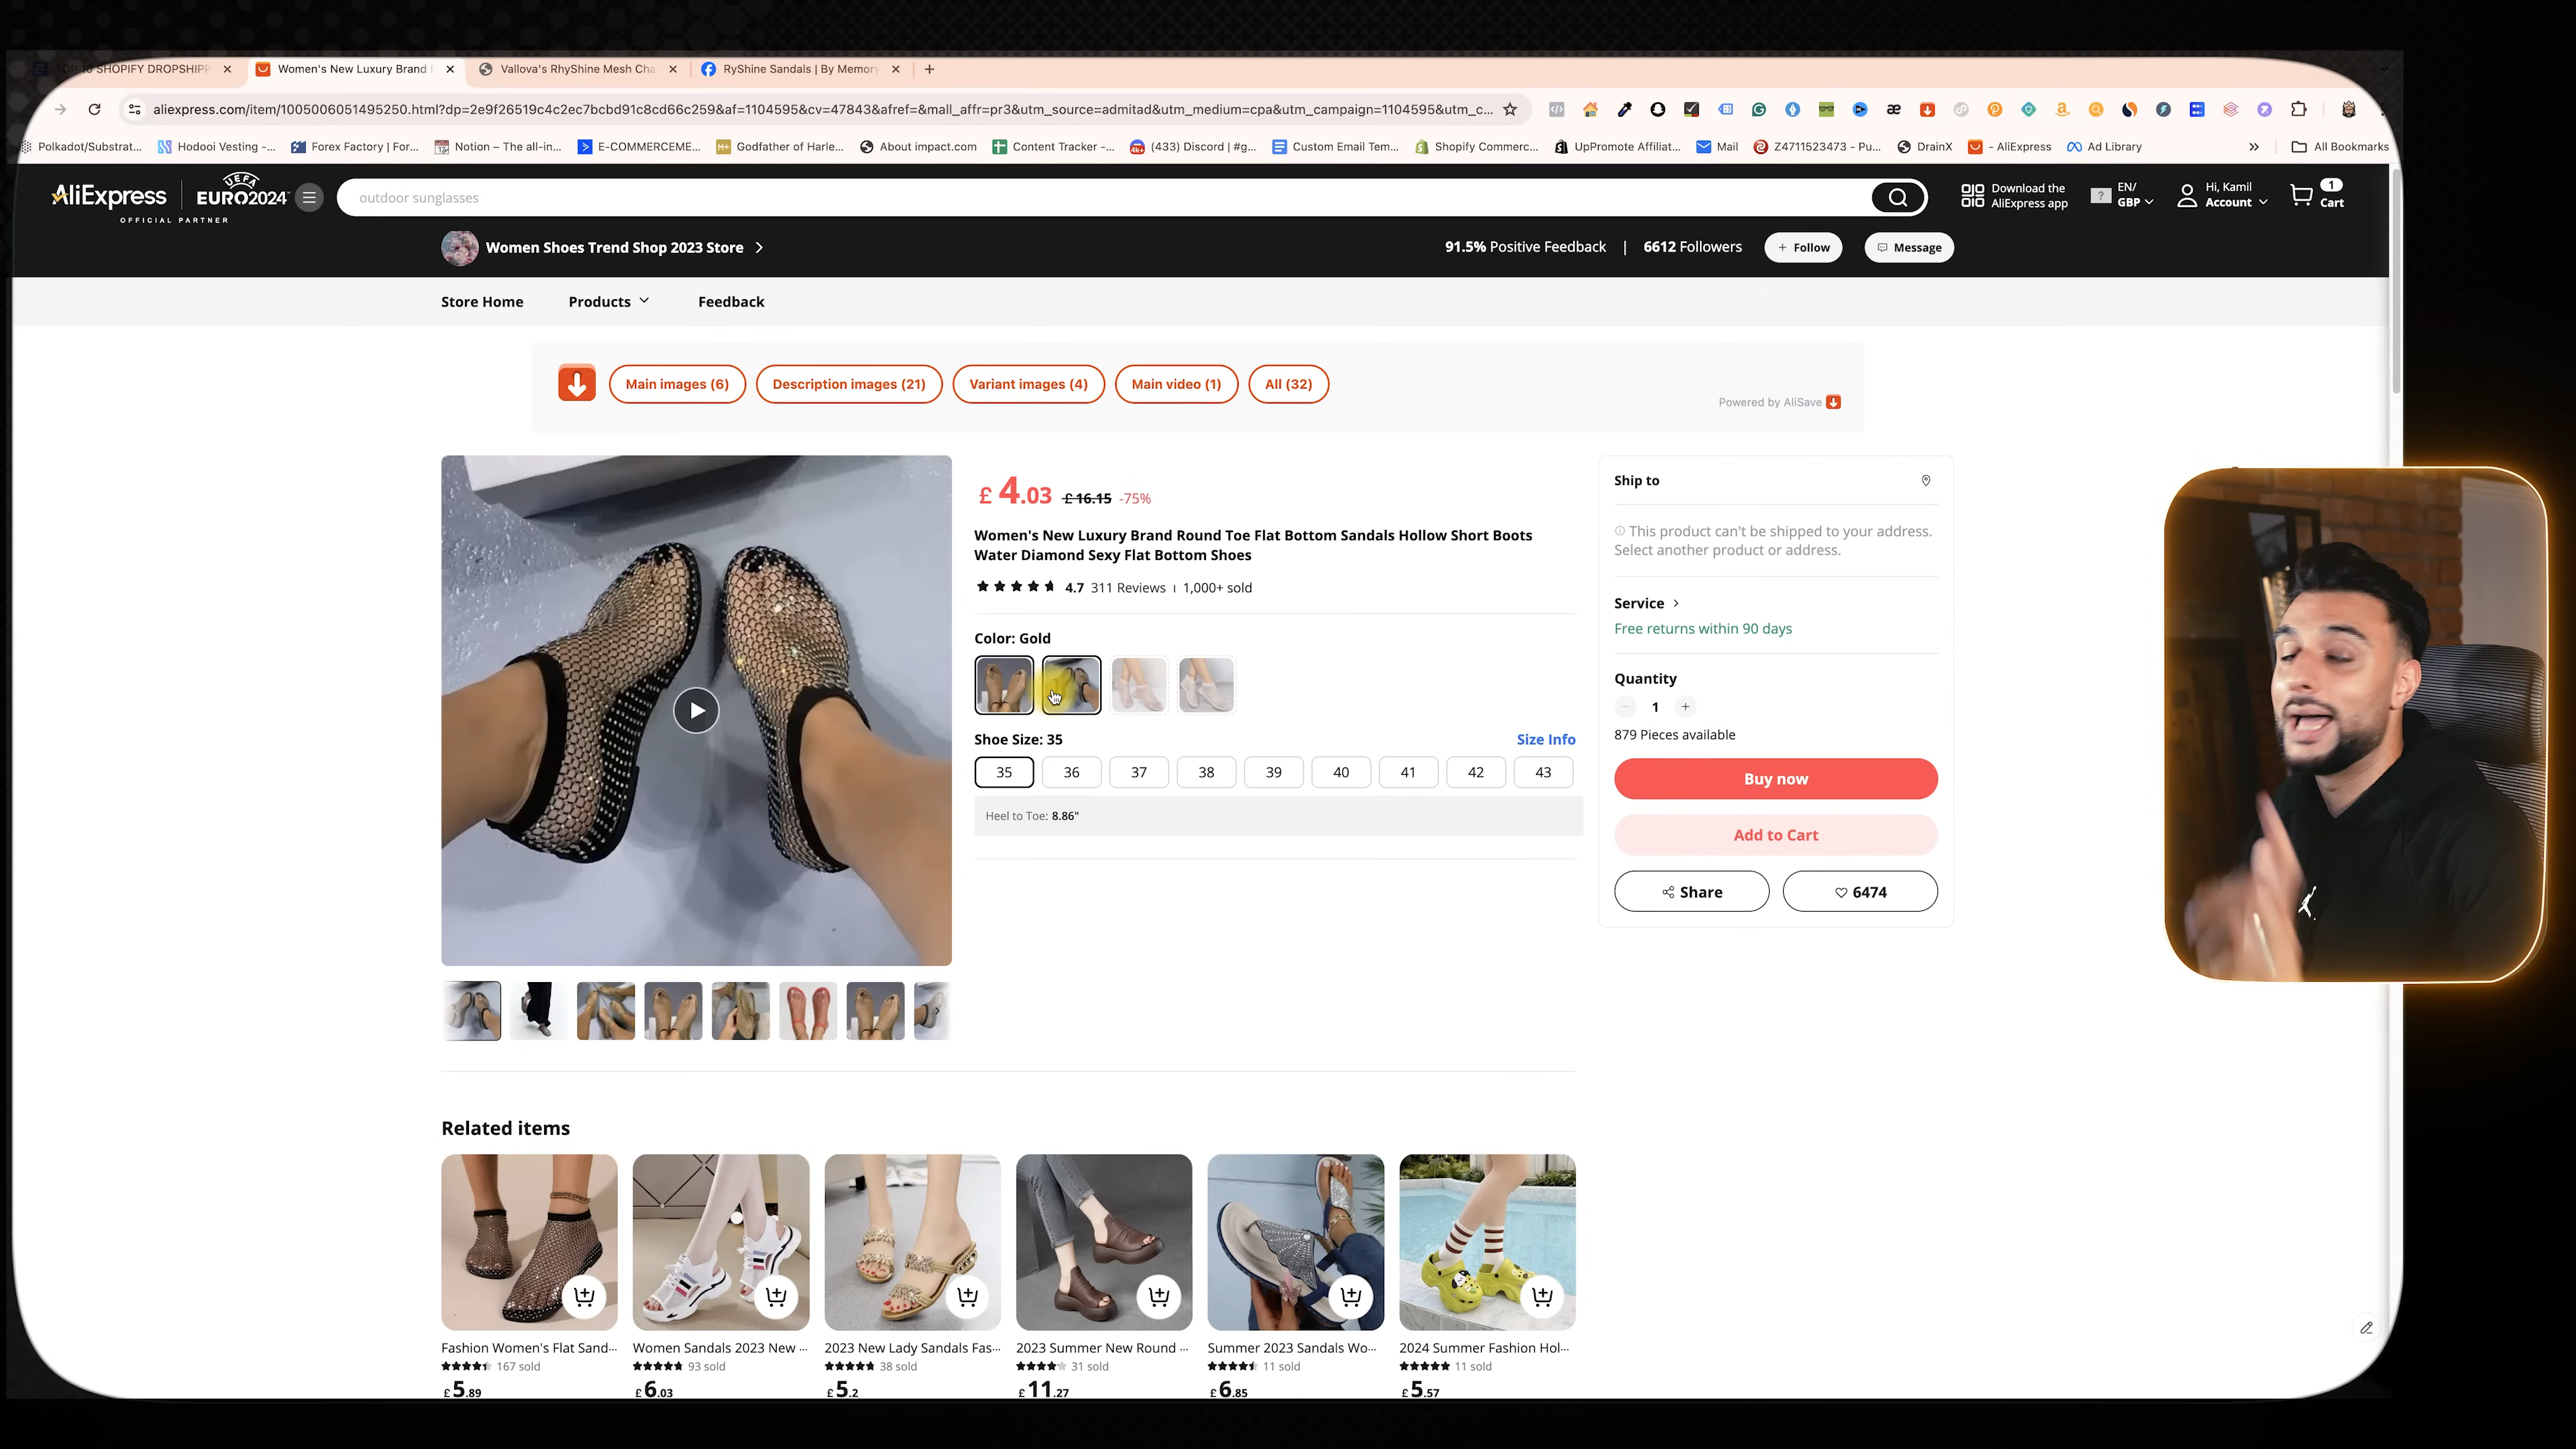 TOP 10 SHOPIFY DROPSHIPP
Women's New Luxury Brand R
Vallova's RhyShine Mesh Cha
RyShine Sandals | By Memory
aliexpress.com/item/1005006051495250.html?dp=2e9f26519c4c2ec7bcbd91c8cd66c259&af=1104595&cv=47843&afref=&mall_affr=pr3&utm_source=admitad&utm_medium=cpa&utm_campaign=1104595&utm_c...
Polkadot/Substrat...
Hodooi Vesting -...
Forex Factory | For...
Notion – The all-in...
E-COMMERCEME...
Godfather of Harle...
About impact.com
Content Tracker -...
(433) Discord | #g...
Custom Email Tem...
Shopify Commerc...
UpPromote Affiliat...
Mail
Z4711523473 - Pu...
DrainX
- AliExpress
Ad Library
All Bookmarks
AliExpress
UEFA
EURO2024
OFFICIAL PARTNER
outdoor sunglasses
Download the
AliExpress app
EN/
GBP
Hi, Kamil
Account
1
Cart
Women Shoes Trend Shop 2023 Store
91.5% Positive Feedback | 6612 Followers
+ Follow
Message
Store Home
Products
Feedback
Main images (6)
Description images (21)
Variant images (4)
Main video (1)
All (32)
Powered by AliSave
£ 4.03 £ 16.15 -75%
Women's New Luxury Brand Round Toe Flat Bottom Sandals Hollow Short Boots
Water Diamond Sexy Flat Bottom Shoes
4.7 311 Reviews | 1,000+ sold
Color: Gold
Shoe Size: 35
Size Info
35 36 37 38 39 40 41 42 43
Heel to Toe: 8.86"
Ship to
This product can't be shipped to your address.
Select another product or address.
Service
Free returns within 90 days
Quantity
1
879 Pieces available
Buy now
Add to Cart
Share
6474
Related items
Fashion Women's Flat Sand...
167 sold
£5.89
Women Sandals 2023 New ...
93 sold
£6.03
2023 New Lady Sandals Fas...
38 sold
£5.2
2023 Summer New Round ...
31 sold
£11.27
Summer 2023 Sandals Wo...
11 sold
£6.85
2024 Summer Fashion Hol...
11 sold
£5.57